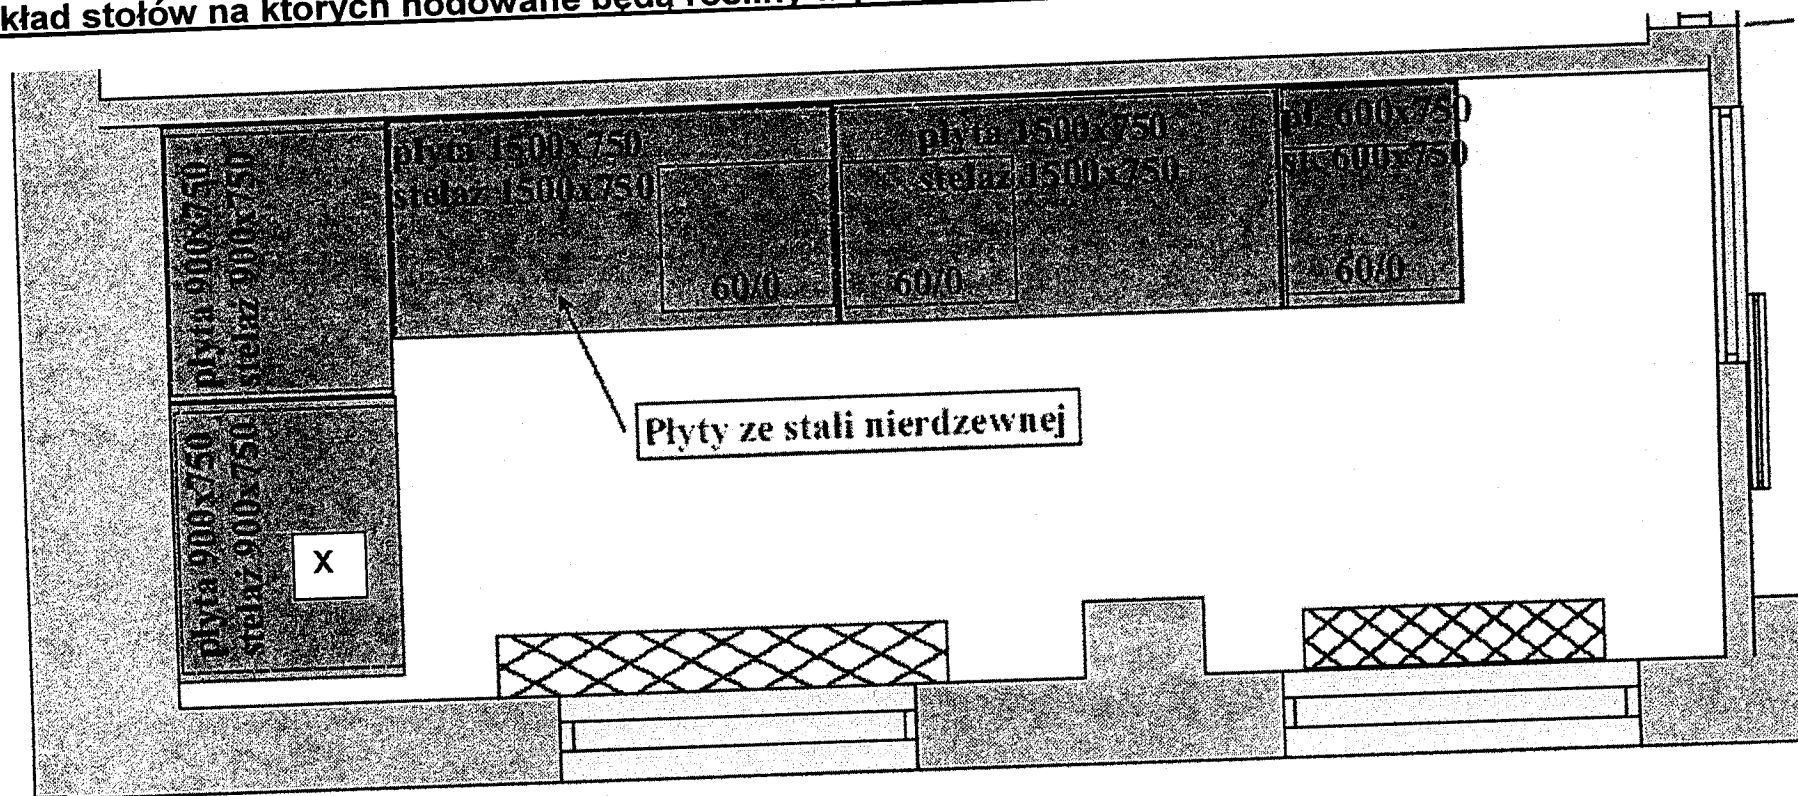 kład stołów na których hodowane będą rośliny w
płyta 1500x750
stelaż 1500x750
60/0
płyta 1500x750
stelaż 1500x750
60/0
pł. 600x750
st. 600x750
60/0
płyta 900x750
stelaż 900x750
płyta 900x750
stelaż 900x750
X
Płyty ze stali nierdzewnej